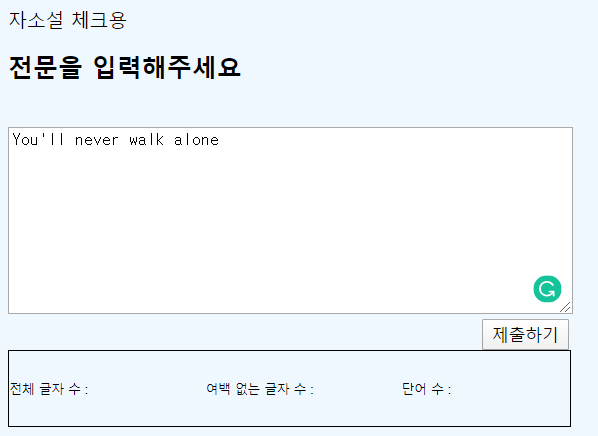 자소설 체크용
전문을 입력해주세요
You'll never walk alone
제출하기
전체 글자 수 : 여백 없는 글자 수 : 단어 수 :